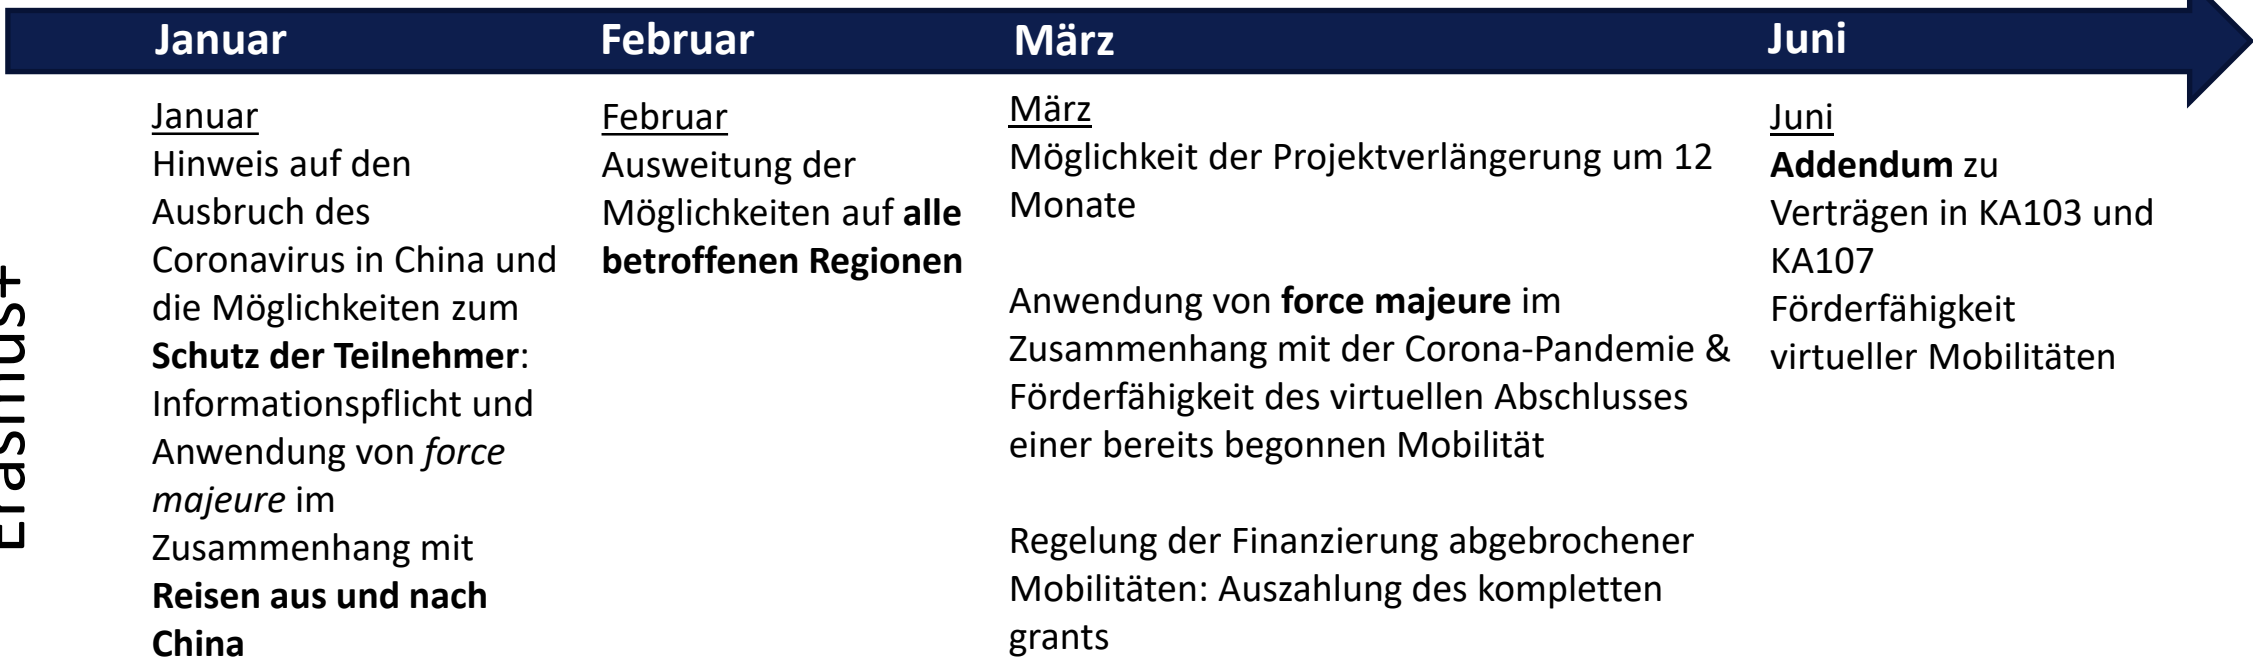 Januar
Februar
März
Juni
Erasmus+
Januar
Hinweis auf den
Ausbruch des
Coronavirus in China und
die Möglichkeiten zum
Schutz der Teilnehmer:
Informationspflicht und
Anwendung von force
majeure im
Zusammenhang mit
Reisen aus und nach
China
Februar
Ausweitung der
Möglichkeiten auf alle
betroffenen Regionen
März
Möglichkeit der Projektverlängerung um 12
Monate
Anwendung von force majeure im
Zusammenhang mit der Corona-Pandemie &
Förderfähigkeit des virtuellen Abschlusses
einer bereits begonnen Mobilität
Regelung der Finanzierung abgebrochener
Mobilitäten: Auszahlung des kompletten
grants
Juni
Addendum zu
Verträgen in KA103 und
KA107
Förderfähigkeit
virtueller Mobilitäten